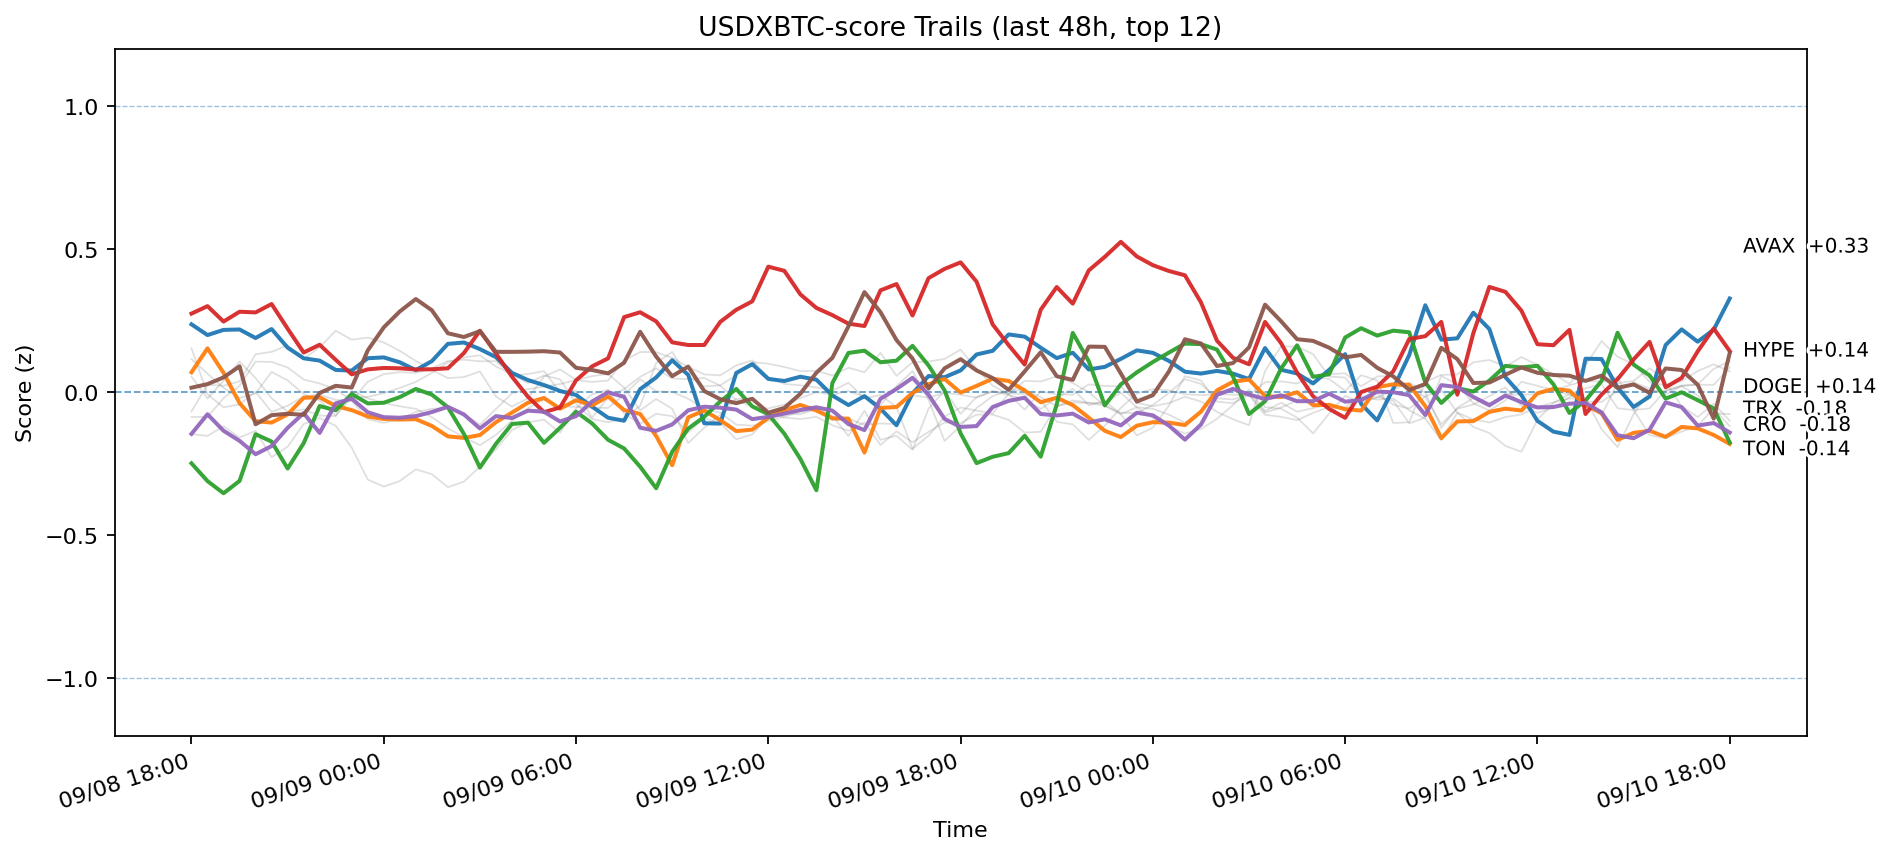 USDXBTC-score Trails (last 48h, top 12)
Score (z)
1.0
0.5
0.0
−0.5
−1.0
AVAX +0.33
HYPE +0.14
DOGE +0.14
TRX -0.18
CRO -0.18
TON -0.14
09/08 18:00
09/09 00:00
09/09 06:00
09/09 12:00
09/09 18:00
09/10 00:00
09/10 06:00
09/10 12:00
09/10 18:00
Time